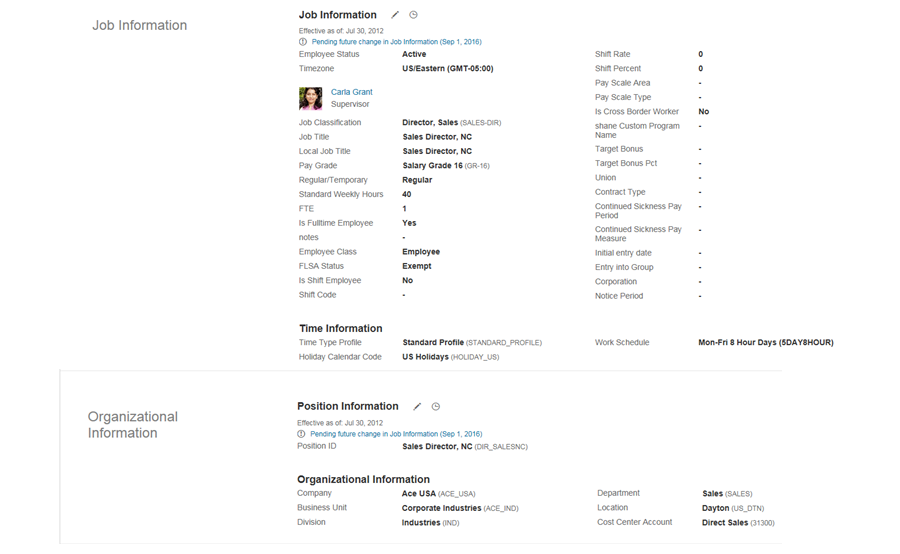 Job Information
Job Information
Effective as of: Jul 30, 2012
Pending future change in Job Information (Sep 1, 2016)
Employee Status Active
Timezone US/Eastern (GMT-05:00)
Carla Grant
Supervisor
Job Classification Director, Sales (SALES-DIR)
Job Title Sales Director, NC
Local Job Title Sales Director, NC
Pay Grade Salary Grade 16 (GR-16)
Regular/Temporary Regular
Standard Weekly Hours 40
FTE 1
Is Fulltime Employee Yes
notes -
Employee Class Employee
FLSA Status Exempt
Is Shift Employee No
Shift Code -
Shift Rate 0
Shift Percent 0
Pay Scale Area -
Pay Scale Type -
Is Cross Border Worker No
shane Custom Program -
Name
Target Bonus -
Target Bonus Pct -
Union -
Contract Type -
Continued Sickness Pay -
Period
Continued Sickness Pay -
Measure
Initial entry date -
Entry into Group -
Corporation -
Notice Period -
Time Information
Time Type Profile Standard Profile (STANDARD_PROFILE)
Holiday Calendar Code US Holidays (HOLIDAY_US)
Work Schedule Mon-Fri 8 Hour Days (5DAY8HOUR)
Organizational
Information
Position Information
Effective as of: Jul 30, 2012
Pending future change in Job Information (Sep 1, 2016)
Position ID Sales Director, NC (DIR_SALESNC)
Organizational Information
Company Ace USA (ACE_USA)
Business Unit Corporate Industries (ACE_IND)
Division Industries (IND)
Department Sales (SALES)
Location Dayton (US_DTN)
Cost Center Account Direct Sales (31300)